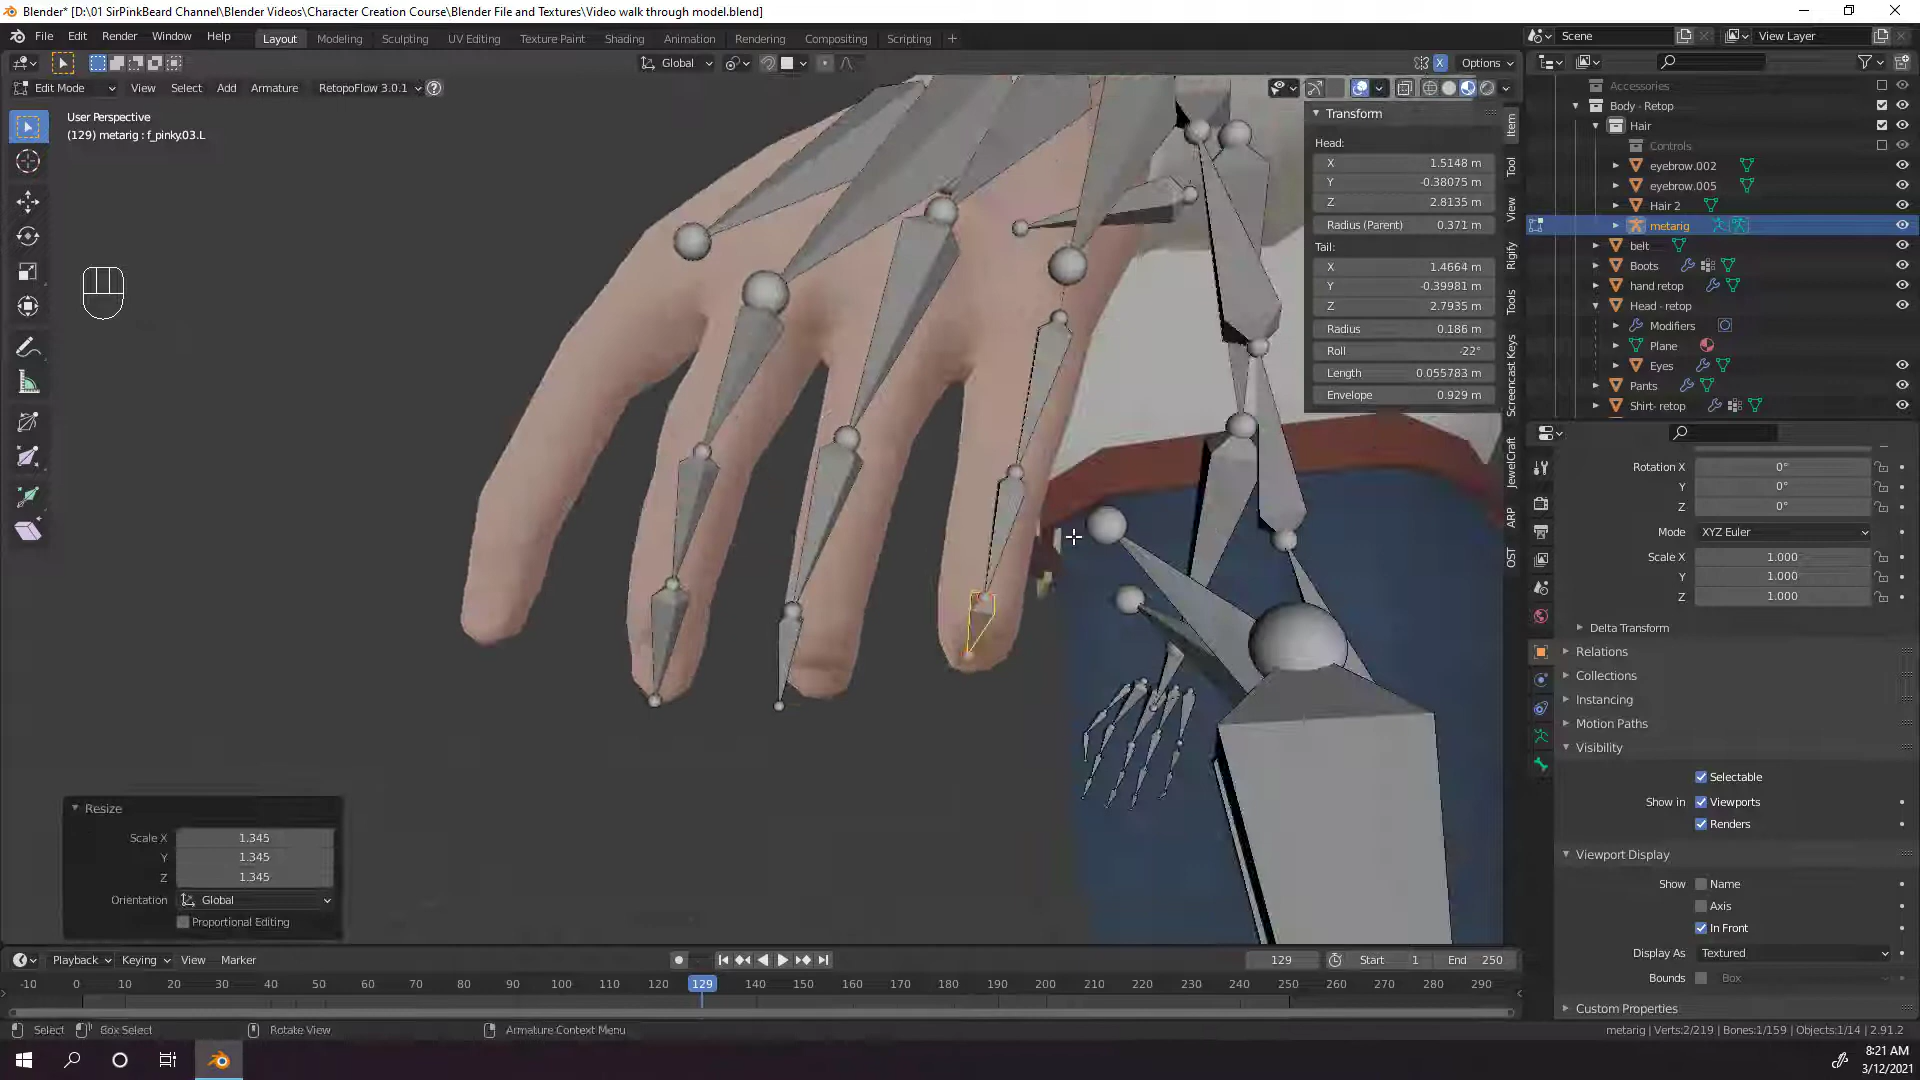 Blender* [D:\01 SirPinkBeard Channel\Blender Videos\Character Creation Course\Blender File and Textures\Video walk through model.blend]
File Edit Render Window Help Layout Modeling Sculpting UV Editing Texture Paint Shading Animation Rendering Compositing Scripting Scene View Layer
Global X Options
Edit Mode View Select Add Armature RetopoFlow 3.0.1
User Perspective
(129) metarig : f_pinky.03.L
Transform
Head:
X 1.5148 m
Y -0.38075 m
Z 2.8135 m
Radius (Parent) 0.371 m
Tail:
X 1.4664 m
Y -0.39981 m
Z 2.7935 m
Radius 0.186 m
Roll -22°
Length 0.055783 m
Envelope 0.929 m
Item
Tool
View
Rigify
Tools
Screencast Keys
JewelCraft
ARP
OST
Accessories
Body - Retop
Hair
Controls
eyebrow.002
eyebrow.005
Hair 2
metarig
belt
Boots
hand retop
Head - retop
Modifiers
Plane
Eyes
Pants
Shirt- retop
Rotation X 0°
Y 0°
Z 0°
Mode XYZ Euler
Scale X 1.000
Y 1.000
Z 1.000
Delta Transform
Relations
Collections
Instancing
Motion Paths
Visibility
Selectable
Show in Viewports
Renders
Viewport Display
Show Name
Axis
In Front
Display As Textured
Bounds Box
Custom Properties
Resize
Scale X 1.345
Y 1.345
Z 1.345
Orientation Global
Proportional Editing
Playback Keying View Marker 129 Start 1 End 250
-10 0 10 20 30 40 50 60 70 80 90 100 110 120 129 140 150 160 170 180 190 200 210 220 230 240 250 260 270 280 290
Select Box Select Rotate View Armature Context Menu metarig | Verts:2/219 | Bones:1/159 | Objects:1/14 | 2.91.2
8:21 AM
3/12/2021